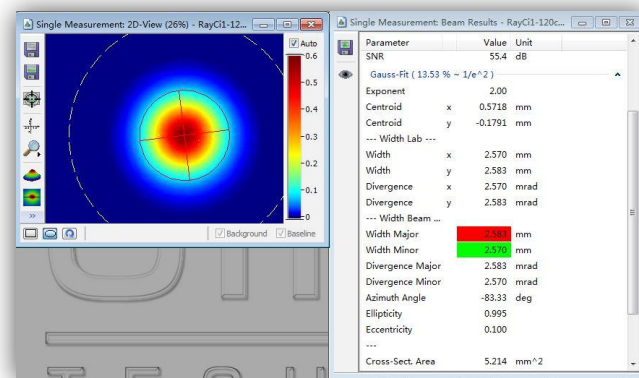 Single Measurement: 2D-View (26%) - RayCi1-12...
Auto
0.6
0.5
0.4
0.3
0.2
0.1
0
Background
Baseline
Single Measurement: Beam Results - RayCi1-120c...
Parameter Value Unit
SNR 55.4 dB
Gauss-Fit ( 13.53 % ~ 1/e^2 )
Exponent 2.00
Centroid x 0.5718 mm
Centroid y -0.1791 mm
--- Width Lab ---
Width x 2.570 mm
Width y 2.583 mm
Divergence x 2.570 mrad
Divergence y 2.583 mrad
--- Width Beam ...
Width Major 2.583 mm
Width Minor 2.570 mm
Divergence Major 2.583 mrad
Divergence Minor 2.570 mrad
Azimuth Angle -83.33 deg
Ellipticity 0.995
Eccentricity 0.100
---
Cross-Sect. Area 5.214 mm^2